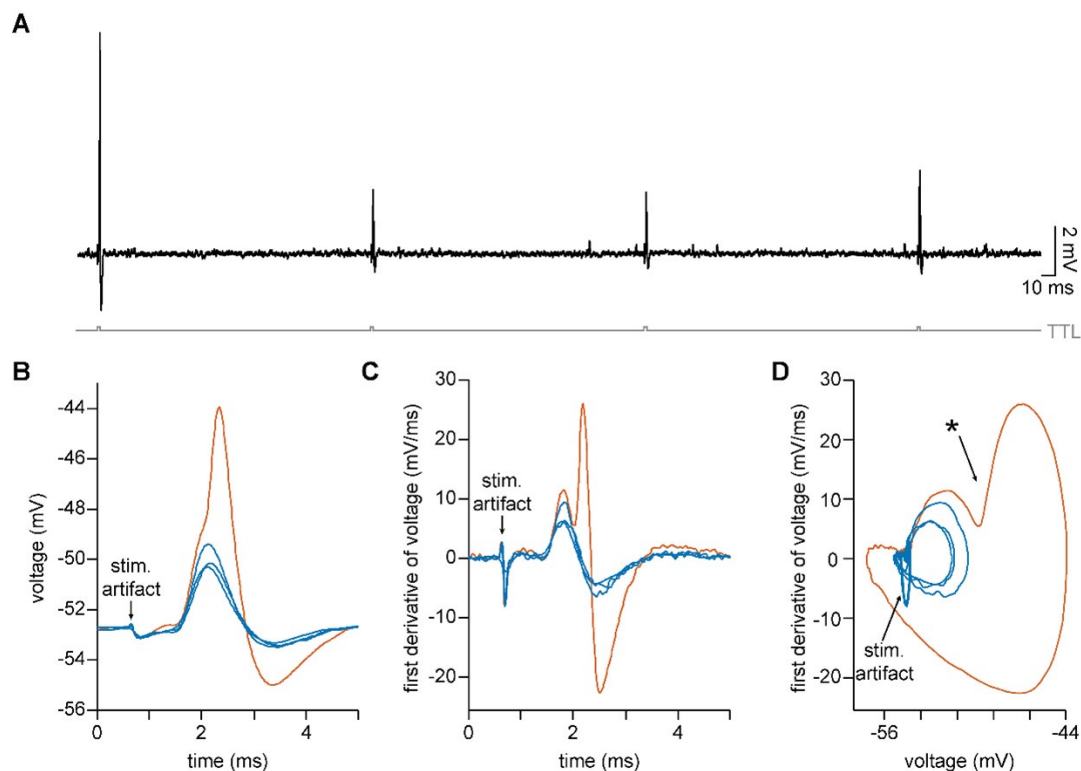 A
2 mV
10 ms
TTL
B
-44
-46
-48
-50
-52
-54
-56
voltage (mV)
stim.
artifact
0
2
4
time (ms)
C
30
20
10
0
-10
-20
first derivative of voltage (mV/ms)
stim.
artifact
0
2
4
time (ms)
D
30
20
10
0
-10
-20
first derivative of voltage (mV/ms)
*
stim.
artifact
-56
-44
voltage (mV)